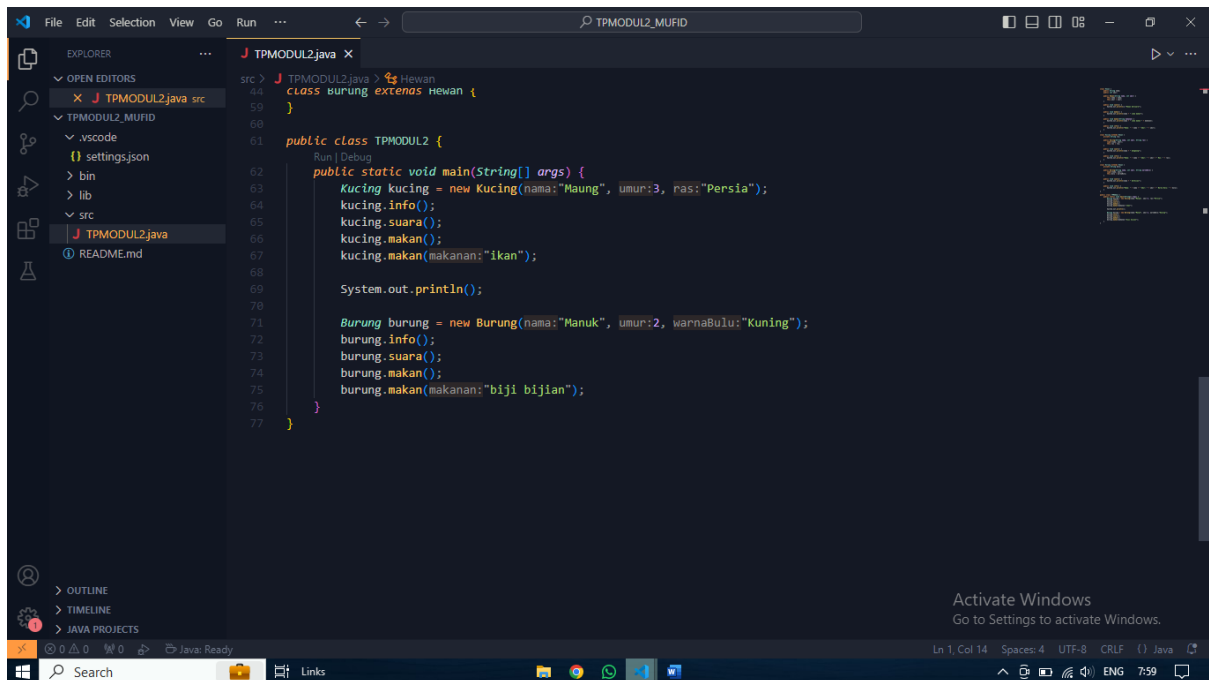 File Edit Selection View Go Run ··· TPMODUL2_MUFID
EXPLORER ···
OPEN EDITORS
J TPMODUL2.java src
TPMODUL2_MUFID
.vscode
{} settings.json
bin
lib
src
J TPMODUL2.java
README.md
OUTLINE
TIMELINE
JAVA PROJECTS
J TPMODUL2.java
src > J TPMODUL2.java > Hewan
44 class Burung extends Hewan {
59 }
60
61 public class TPMODUL2 {
Run | Debug
62 public static void main(String[] args) {
63 Kucing kucing = new Kucing(nama:"Maung", umur:3, ras:"Persia");
64 kucing.info();
65 kucing.suara();
66 kucing.makan();
67 kucing.makan(makanan:"ikan");
68
69 System.out.println();
70
71 Burung burung = new Burung(nama:"Manuk", umur:2, warnaBulu:"Kuning");
72 burung.info();
73 burung.suara();
74 burung.makan();
75 burung.makan(makanan:"biji bijian");
76 }
77 }
Activate Windows
Go to Settings to activate Windows.
1
0 0 0 Java: Ready Ln 1, Col 14 Spaces: 4 UTF-8 CRLF {} Java
Search Links ENG 7:59